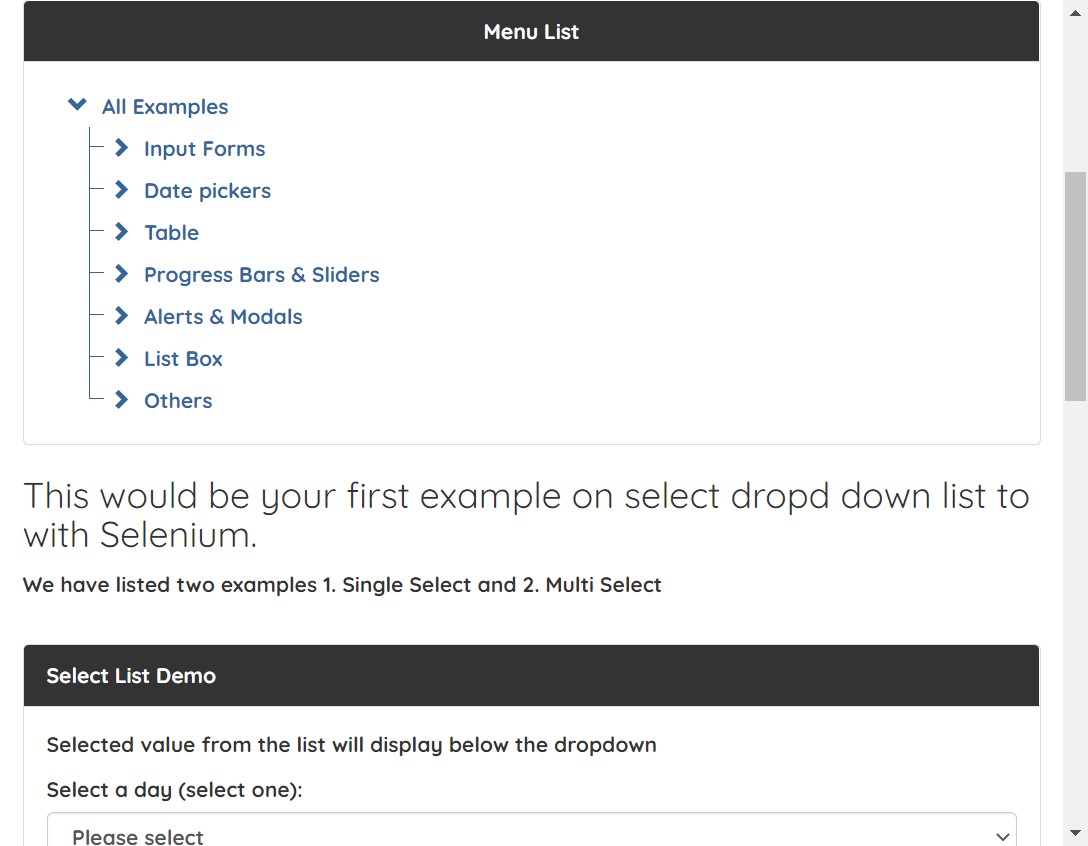 Menu List
All Examples
Input Forms
Date pickers
Table
Progress Bars & Sliders
Alerts & Modals
List Box
Others
This would be your first example on select dropd down list to
with Selenium.
We have listed two examples 1. Single Select and 2. Multi Select
Select List Demo
Selected value from the list will display below the dropdown
Select a day (select one):
Please select